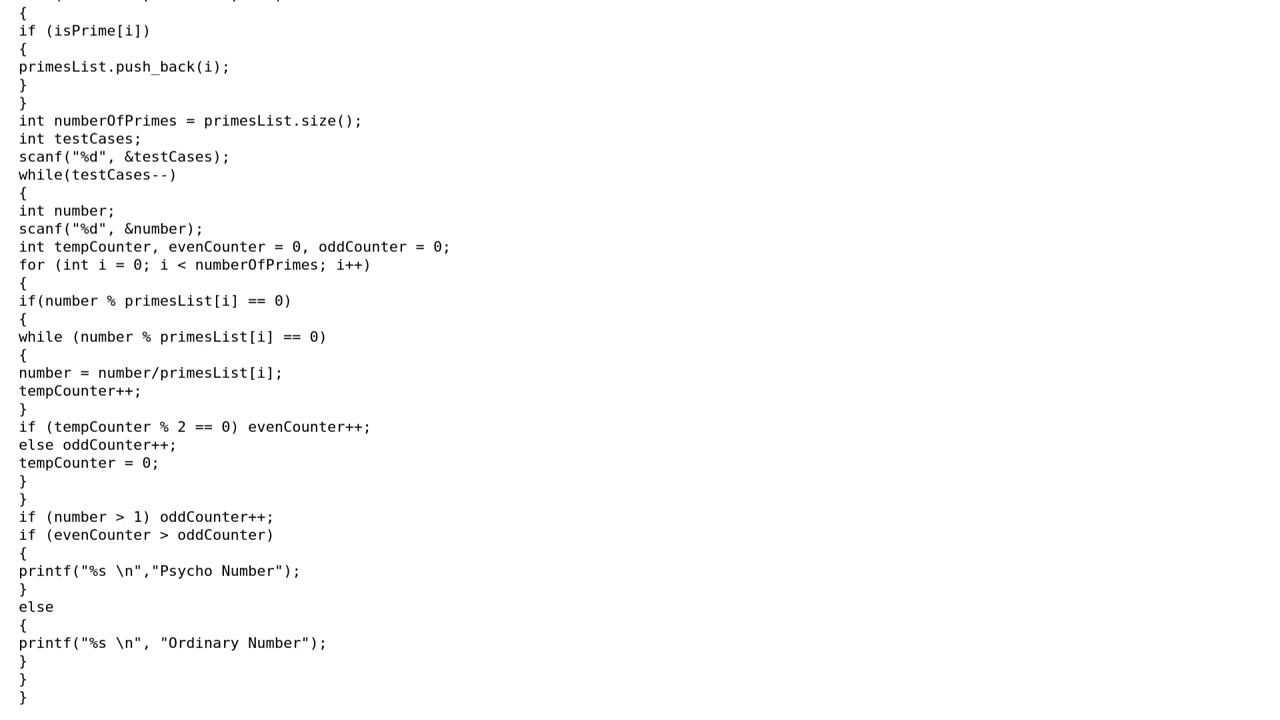 {
if (isPrime[i])
{
primesList.push_back(i);
}
}
int numberOfPrimes = primesList.size();
int testCases;
scanf("%d", &testCases);
while(testCases--)
{
int number;
scanf("%d", &number);
int tempCounter, evenCounter = 0, oddCounter = 0;
for (int i = 0; i < numberOfPrimes; i++)
{
if(number % primesList[i] == 0)
{
while (number % primesList[i] == 0)
{
number = number/primesList[i];
tempCounter++;
}
if (tempCounter % 2 == 0) evenCounter++;
else oddCounter++;
tempCounter = 0;
}
}
if (number > 1) oddCounter++;
if (evenCounter > oddCounter)
{
printf("%s \n","Psycho Number");
}
else
{
printf("%s \n", "Ordinary Number");
}
}
}